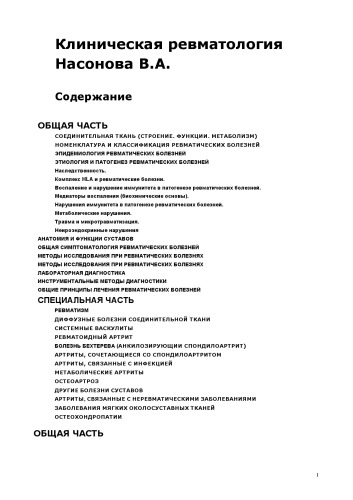 Клиническая ревматология
Насонова В.А.
Содержание
ОБЩАЯ ЧАСТЬ
СОЕДИНИТЕЛЬНАЯ ТКАНЬ (СТРОЕНИЕ. ФУНКЦИИ. МЕТАБОЛИЗМ)
НОМЕНКЛАТУРА И КЛАССИФИКАЦИЯ РЕВМАТИЧЕСКИХ БОЛЕЗНЕЙ
ЭПИДЕМИОЛОГИЯ РЕВМАТИЧЕСКИХ БОЛЕЗНЕЙ
ЭТИОЛОГИЯ И ПАТОГЕНЕЗ РЕВМАТИЧЕСКИХ БОЛЕЗНЕЙ
Наследственность.
Комплекс HLA и ревматические болезни.
Воспаление и нарушение иммунитета в патогенезе ревматических болезней.
Медиаторы воспаления (биохимические основы).
Нарушения иммунитета в патогенезе ревматических болезней.
Метаболические нарушения.
Травма и микротравматизация.
Нейроэндокринные нарушения
АНАТОМИЯ И ФУНКЦИИ СУСТАВОВ
ОБЩАЯ СИМПТОМАТОЛОГИЯ РЕВМАТИЧЕСКИХ БОЛЕЗНЕЙ
МЕТОДЫ ИССЛЕДОВАНИЯ ПРИ РЕВМАТИЧЕСКИХ БОЛЕЗНЯХ
МЕТОДЫ ИССЛЕДОВАНИЯ ПРИ РЕВМАТИЧЕСКИХ БОЛЕЗНЯХ
ЛАБОРАТОРНАЯ ДИАГНОСТИКА
ИНСТРУМЕНТАЛЬНЫЕ МЕТОДЫ ДИАГНОСТИКИ
ОБЩИЕ ПРИНЦИПЫ ЛЕЧЕНИЯ РЕВМАТИЧЕСКИХ БОЛЕЗНЕЙ
СПЕЦИАЛЬНАЯ ЧАСТЬ
РЕВМАТИЗМ
ДИФФУЗНЫЕ БОЛЕЗНИ СОЕДИНИТЕЛЬНОЙ ТКАНИ
СИСТЕМНЫЕ ВАСКУЛИТЫ
РЕВМАТОИДНЫЙ АРТРИТ
БОЛЕЗНЬ БЕХТЕРЕВА (АНКИЛОЗИРУЮЩИЙ СПОНДИЛОАРТРИТ)
АРТРИТЫ, СОЧЕТАЮЩИЕСЯ СО СПОНДИЛОАРТРИТОМ
АРТРИТЫ, СВЯЗАННЫЕ С ИНФЕКЦИЕЙ
МЕТАБОЛИЧЕСКИЕ АРТРИТЫ
ОСТЕОАРТРОЗ
ДРУГИЕ БОЛЕЗНИ СУСТАВОВ
АРТРИТЫ, СВЯЗАННЫЕ С НЕРЕВМАТИЧЕСКИМИ ЗАБОЛЕВАНИЯМИ
ЗАБОЛЕВАНИЯ МЯГКИХ ОКОЛОСУСТАВНЫХ ТКАНЕЙ
ОСТЕОХОНДРОПАТИИ
ОБЩАЯ ЧАСТЬ
1